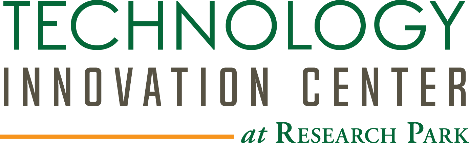 TECHNOLOGY
INNOVATION CENTER
at RESEARCH PARK